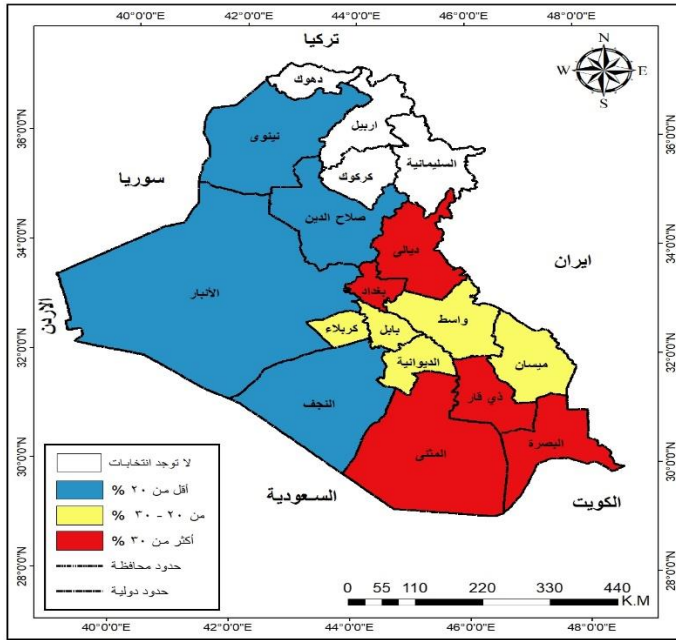 40°0'0"E 42°0'0"E 44°0'0"E 46°0'0"E 48°0'0"E
تركيا
N
W E
S
دهوك
36°0'0"N
36°0'0"N
نينوى
اربيل
السليمانية
كركوك
سوريا
صلاح الدين
34°0'0"N
34°0'0"N
ديالى
ايران
بغداد
الأنبار
الاردن
واسط
كربلاء
بابل
32°0'0"N
32°0'0"N
الديوانية
ميسان
النجف
ذي قار
البصرة
المثنى
30°0'0"N
30°0'0"N
السعودية
الكويت
لا توجد انتخابات
أقل من ٢٠ %
من ٢٠ - ٣٠ %
أكثر من ٣٠ %
حدود محافظة
حدود دولية
28°0'0"N
28°0'0"N
0 55 110 220 330 440
K.M
40°0'0"E 42°0'0"E 44°0'0"E 46°0'0"E 48°0'0"E